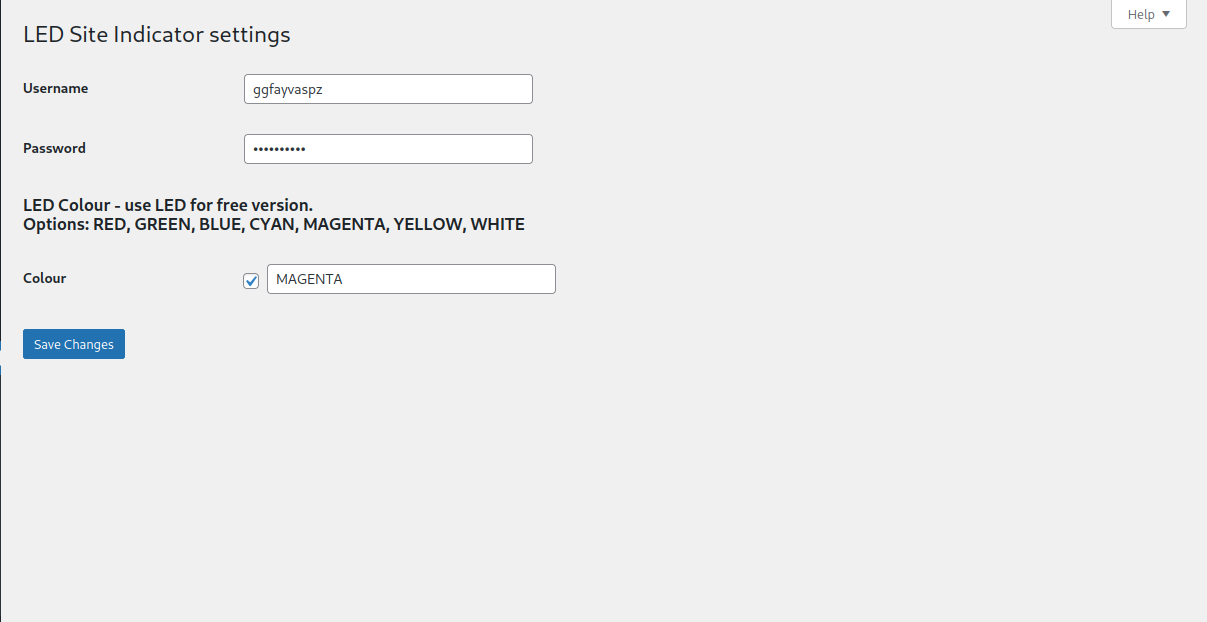 Help
LED Site Indicator settings
Username
ggfayvaspz
Password
••••••••••
LED Colour - use LED for free version.
Options: RED, GREEN, BLUE, CYAN, MAGENTA, YELLOW, WHITE
Colour
MAGENTA
Save Changes